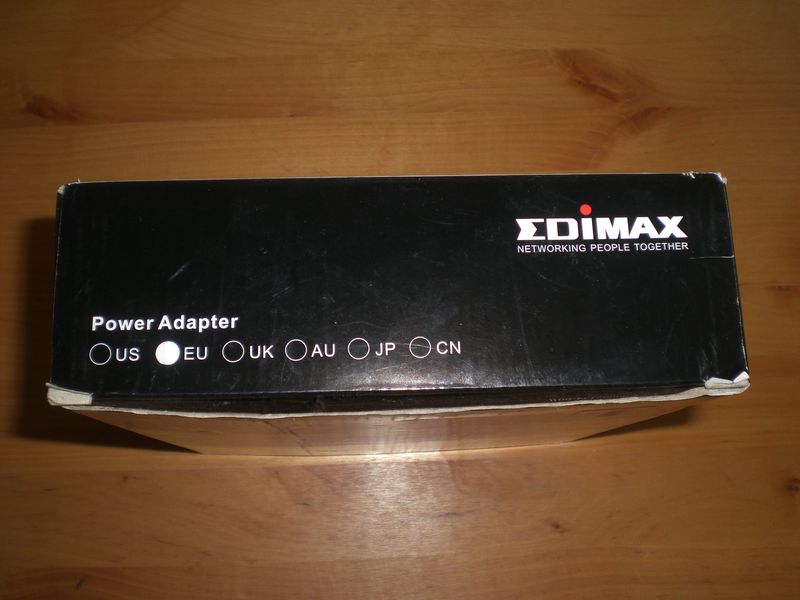 EDiMAX
NETWORKING PEOPLE TOGETHER
Power Adapter
US EU UK AU JP CN